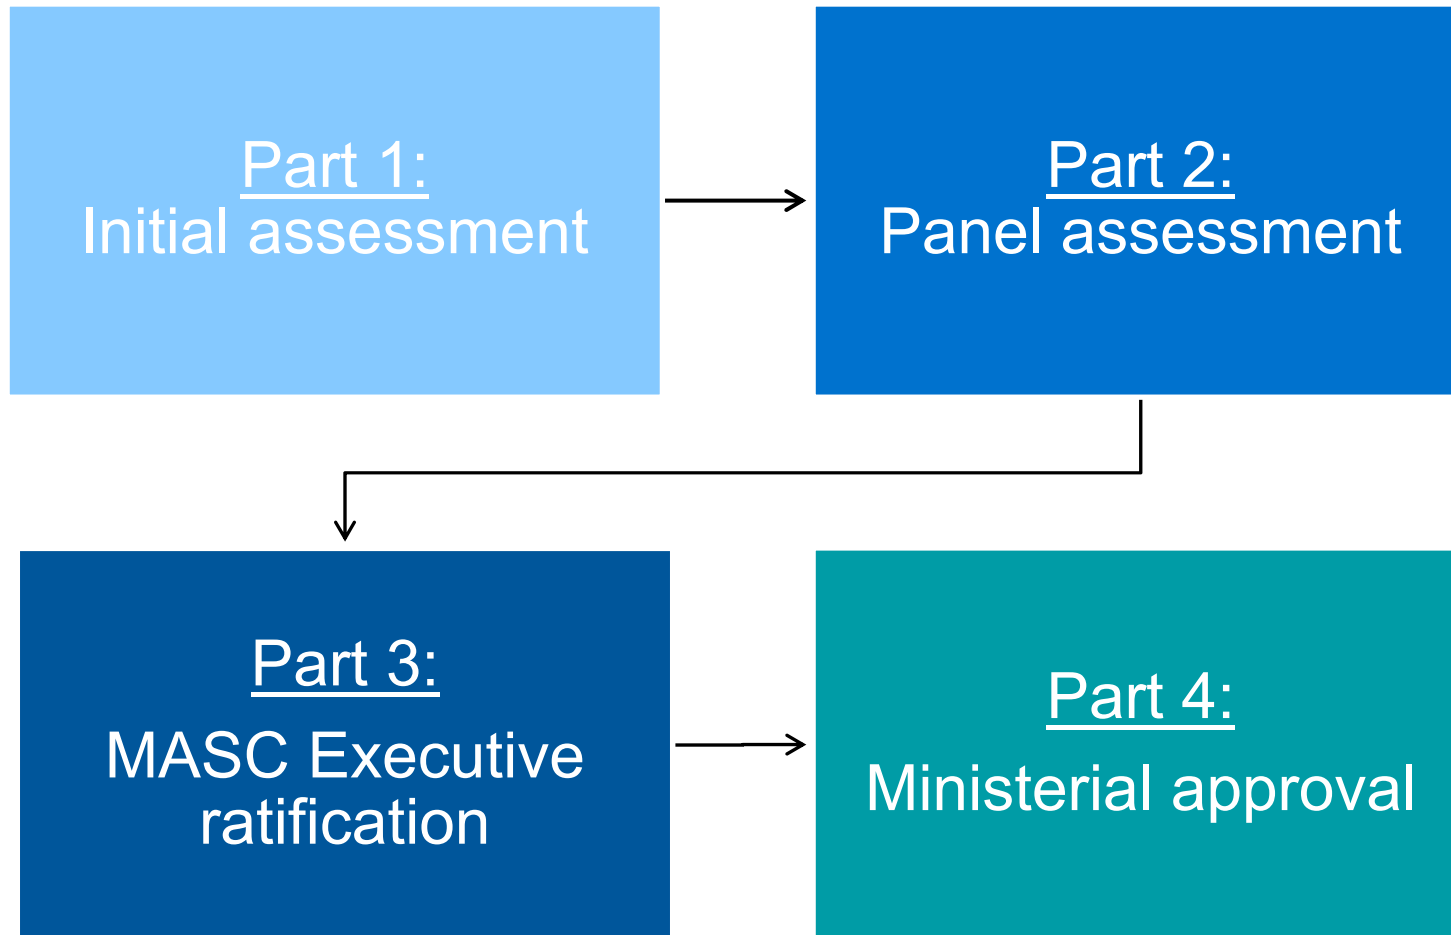 Part 1:
Initial assessment
Part 2:
Panel assessment
Part 3:
MASC Executive
ratification
Part 4:
Ministerial approval